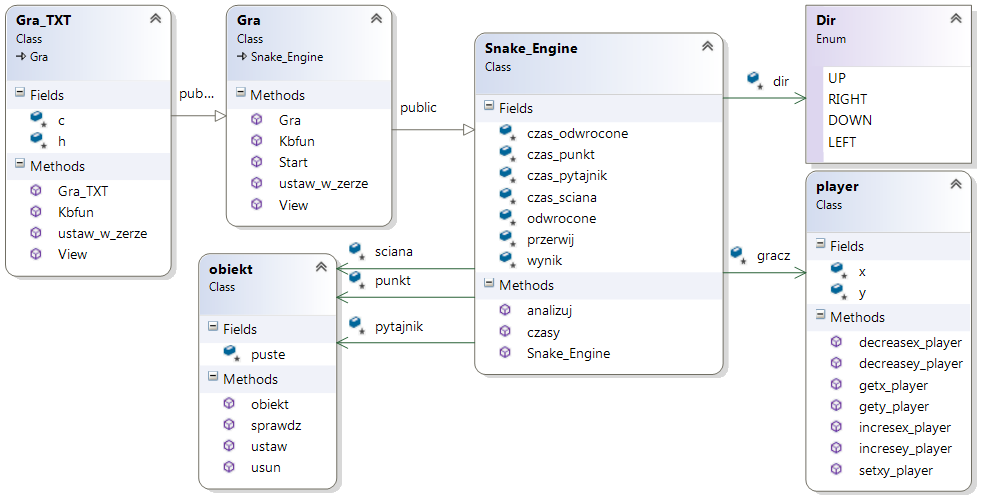 Gra_TXT
Class
Gra
Fields
c
h
Methods
Gra_TXT
Kbfun
ustaw_w_zerze
View
pub...
Gra
Class
Snake_Engine
Methods
Gra
Kbfun
Start
ustaw_w_zerze
View
public
Snake_Engine
Class
Fields
czas_odwrocone
czas_punkt
czas_pytajnik
czas_sciana
odwrocone
przerwij
wynik
Methods
analizuj
czasy
Snake_Engine
dir
Dir
Enum
UP
RIGHT
DOWN
LEFT
sciana
punkt
pytajnik
obiekt
Class
Fields
puste
Methods
obiekt
sprawdz
ustaw
usun
gracz
player
Class
Fields
x
y
Methods
decreasex_player
decreasey_player
getx_player
gety_player
incresex_player
incresey_player
setxy_player